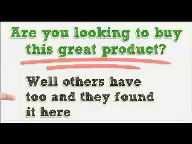 Are you looking to buy
this great product?
Well others have
too and they found
it here